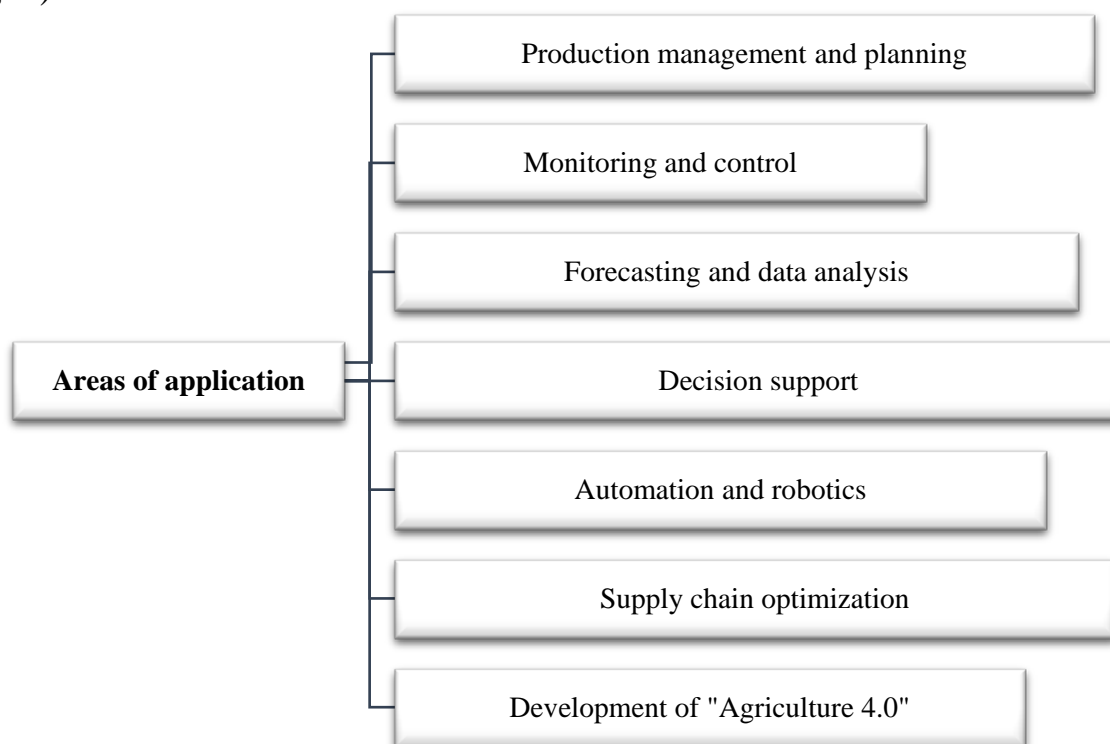 Production management and planning
Monitoring and control
Forecasting and data analysis
Areas of application
Decision support
Automation and robotics
Supply chain optimization
Development of "Agriculture 4.0"